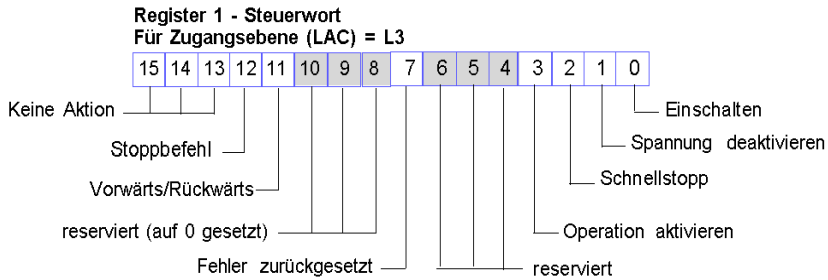 Register 1 - Steuerwort
Für Zugangsebene (LAC) = L3
15 14 13 12 11 10 9 8 7 6 5 4 3 2 1 0
Keine Aktion
Einschalten
Stoppbefehl
Spannung deaktivieren
Vorwärts/Rückwärts
Schnellstopp
reserviert (auf 0 gesetzt)
Operation aktivieren
Fehler zurückgesetzt
reserviert